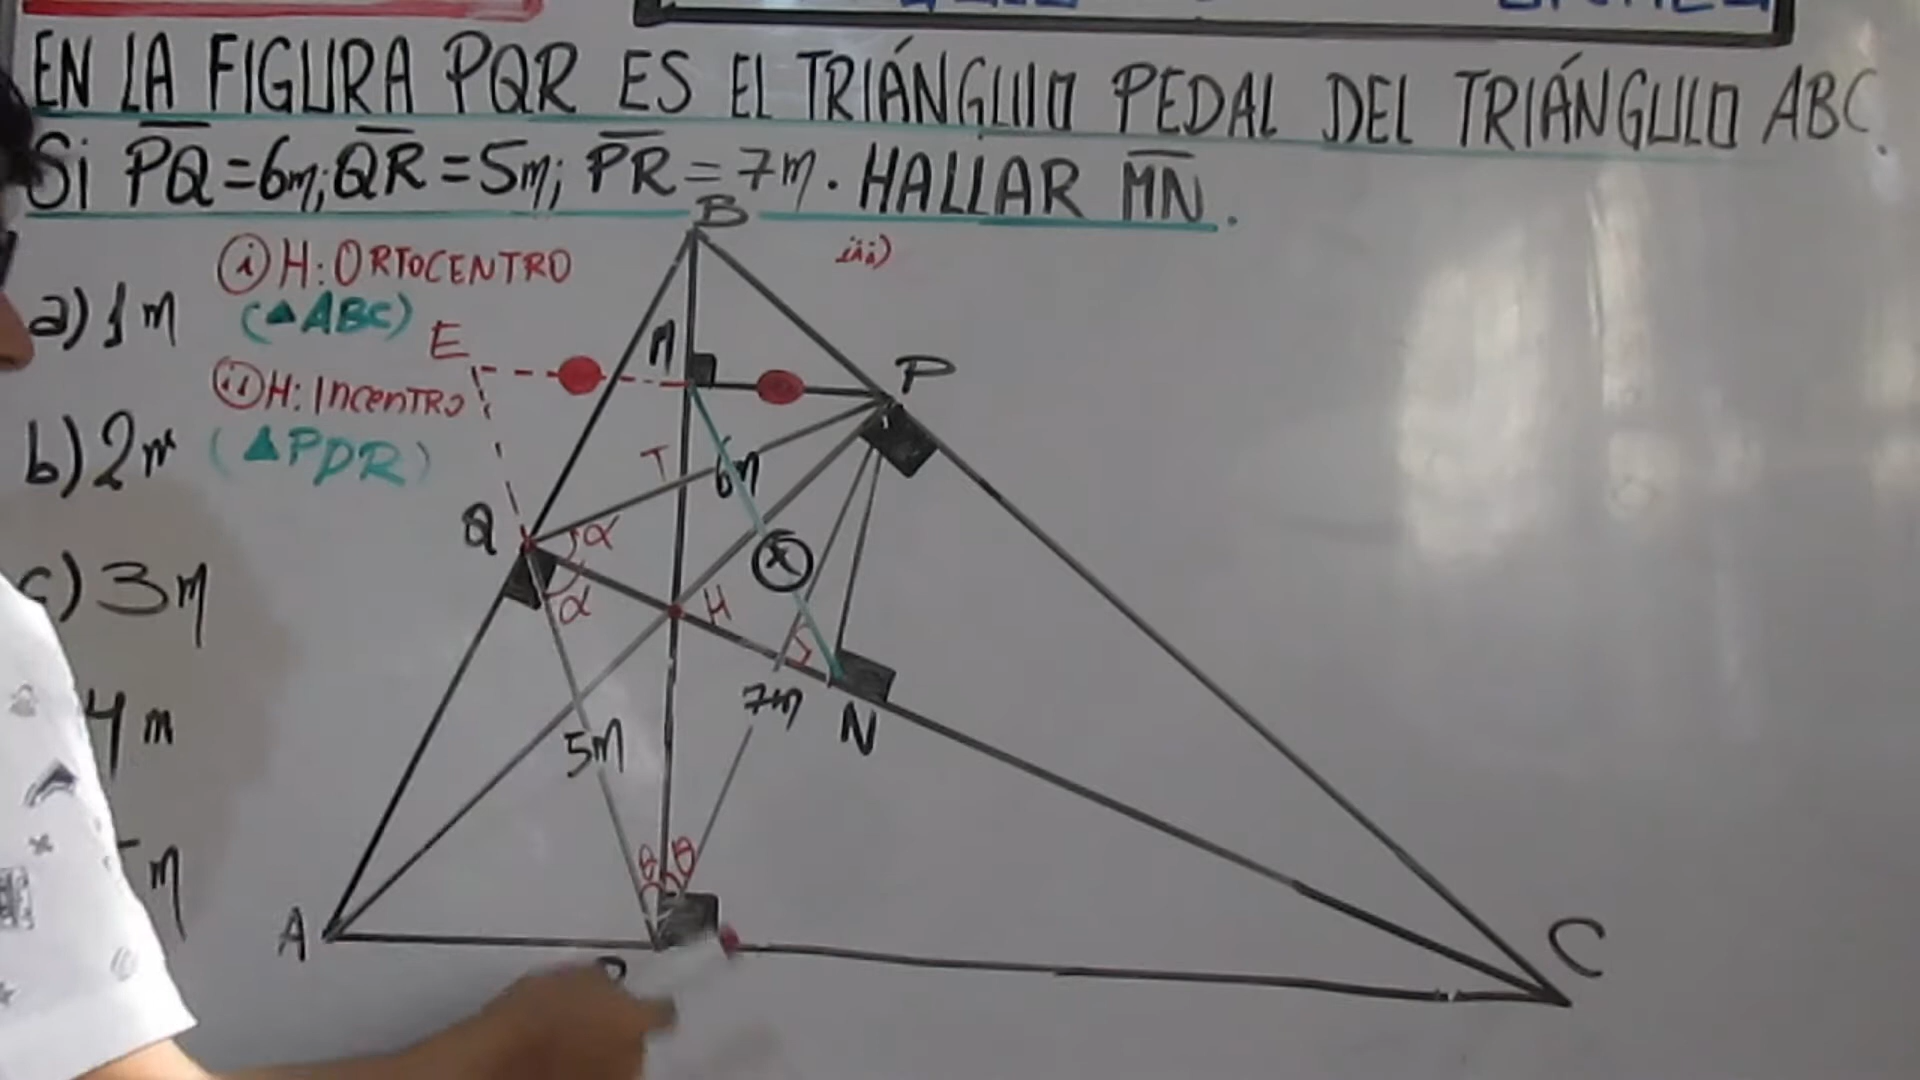 EN LA FIGURA PQR ES EL TRIÁNGULO PEDAL DEL TRIÁNGULO ABC.
Si PQ = 6m; QR = 5m; PR = 7m. HALLAR MN.
B
i) H: ORTOCENTRO
iii)
a) 1m
(▲ABC)
E
M
P
ii) H: INCENTRO
b) 2m
(▲PDR)
T
6m
Q
α
x
c) 3m
α
H
4m
5m
7m
N
θ θ
m
A
C